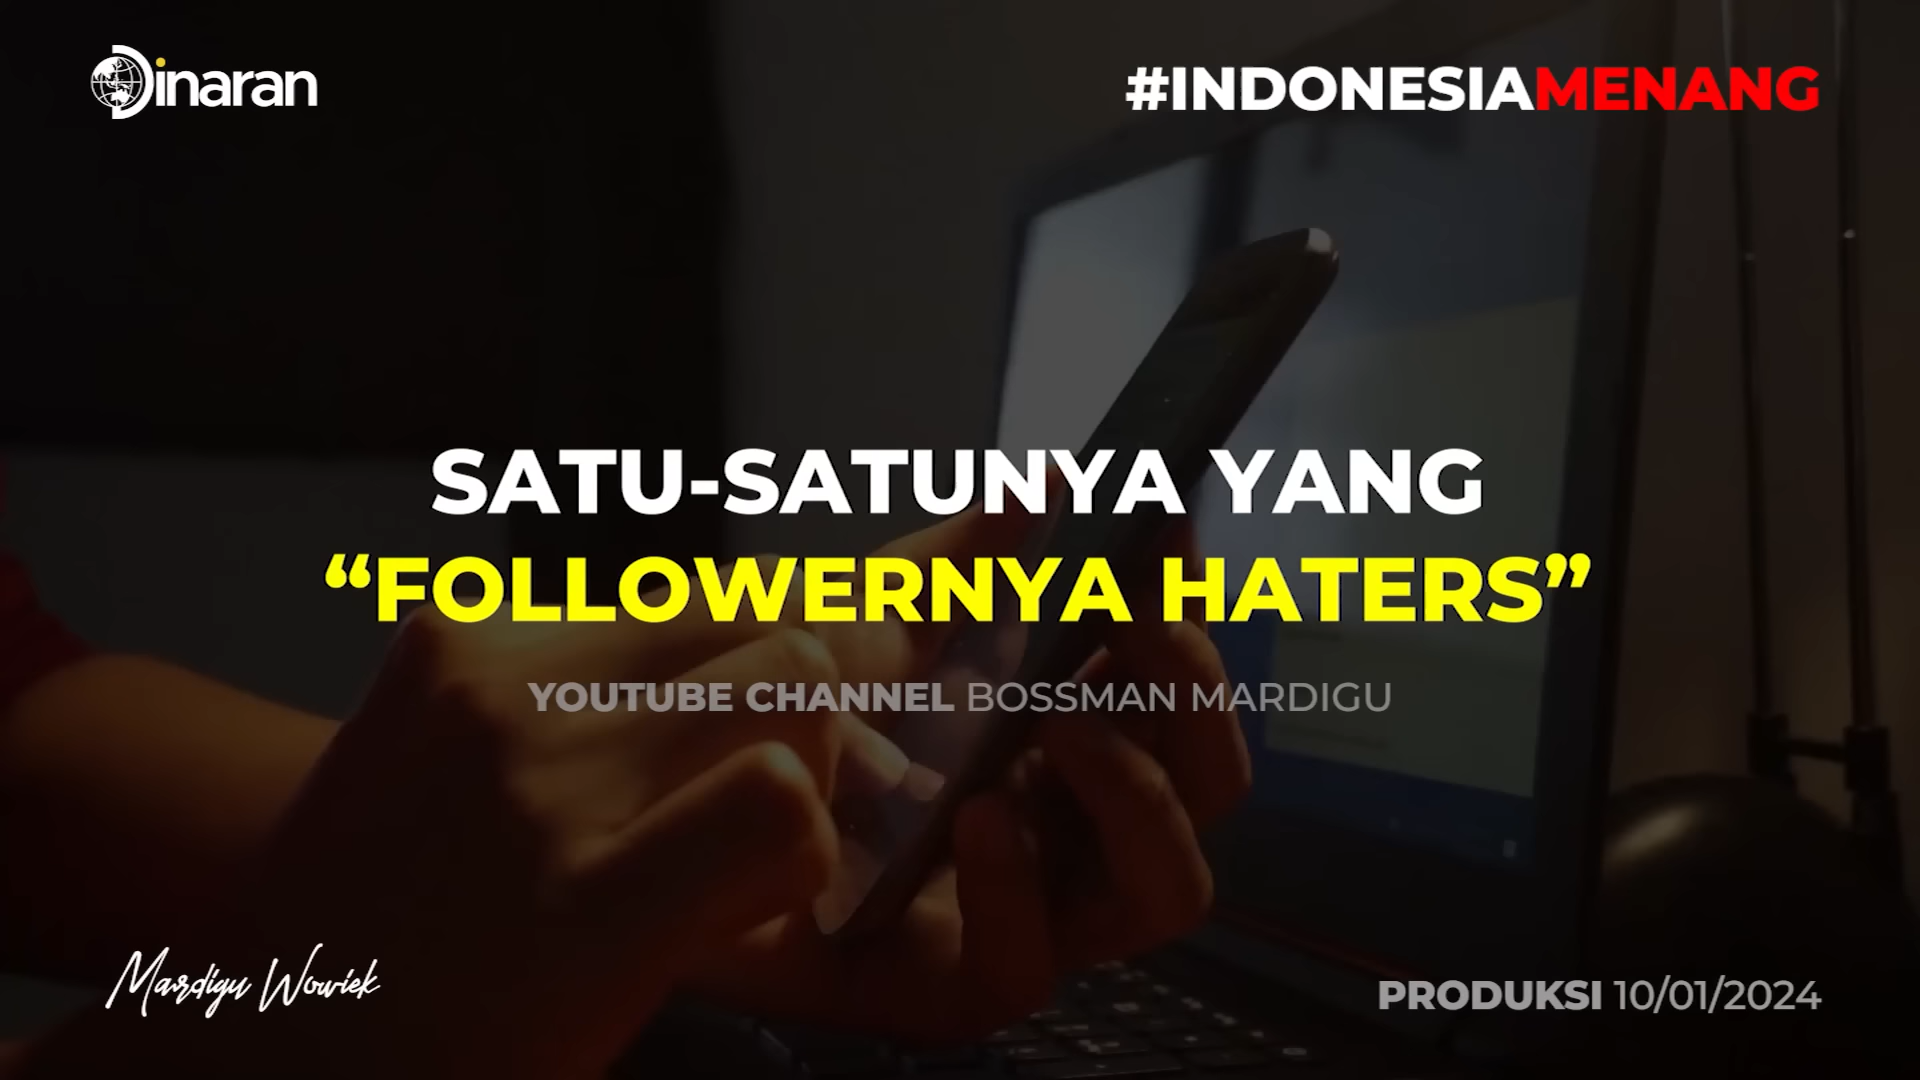 Dinaran
#INDONESIAMENANG
SATU-SATUNYA YANG
“FOLLOWERNYA HATERS”
YOUTUBE CHANNEL BOSSMAN MARDIGU
Mardigu Wowiek
PRODUKSI 10/01/2024